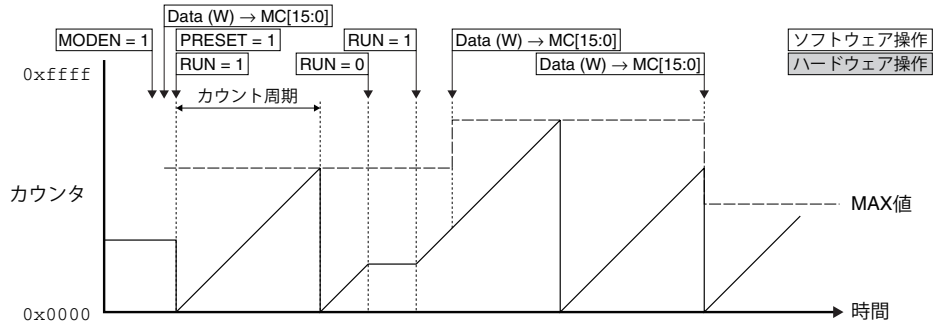 Data (W) → MC[15:0]
MODEN = 1
PRESET = 1
RUN = 1
RUN = 1
RUN = 0
Data (W) → MC[15:0]
Data (W) → MC[15:0]
ソフトウェア操作
ハードウェア操作
0xffff
カウント周期
カウンタ
MAX値
0x0000
時間